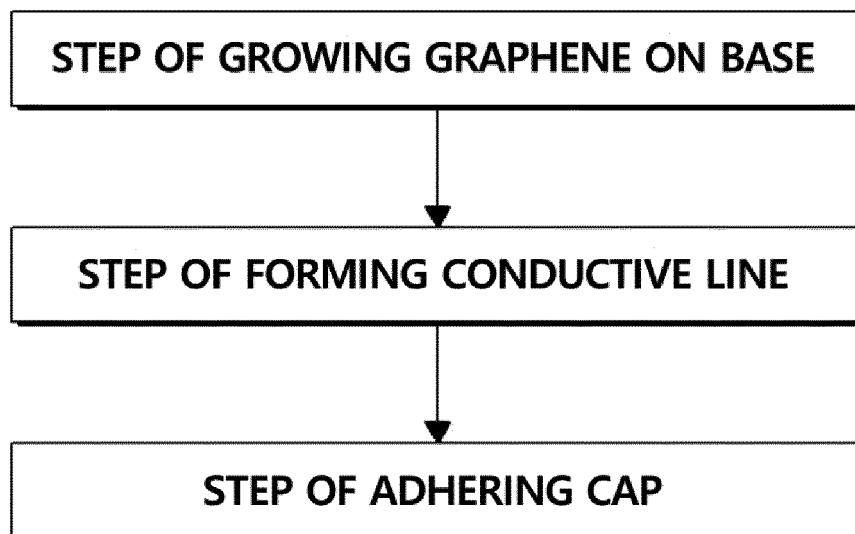 STEP OF GROWING GRAPHENE ON BASE
STEP OF FORMING CONDUCTIVE LINE
STEP OF ADHERING CAP